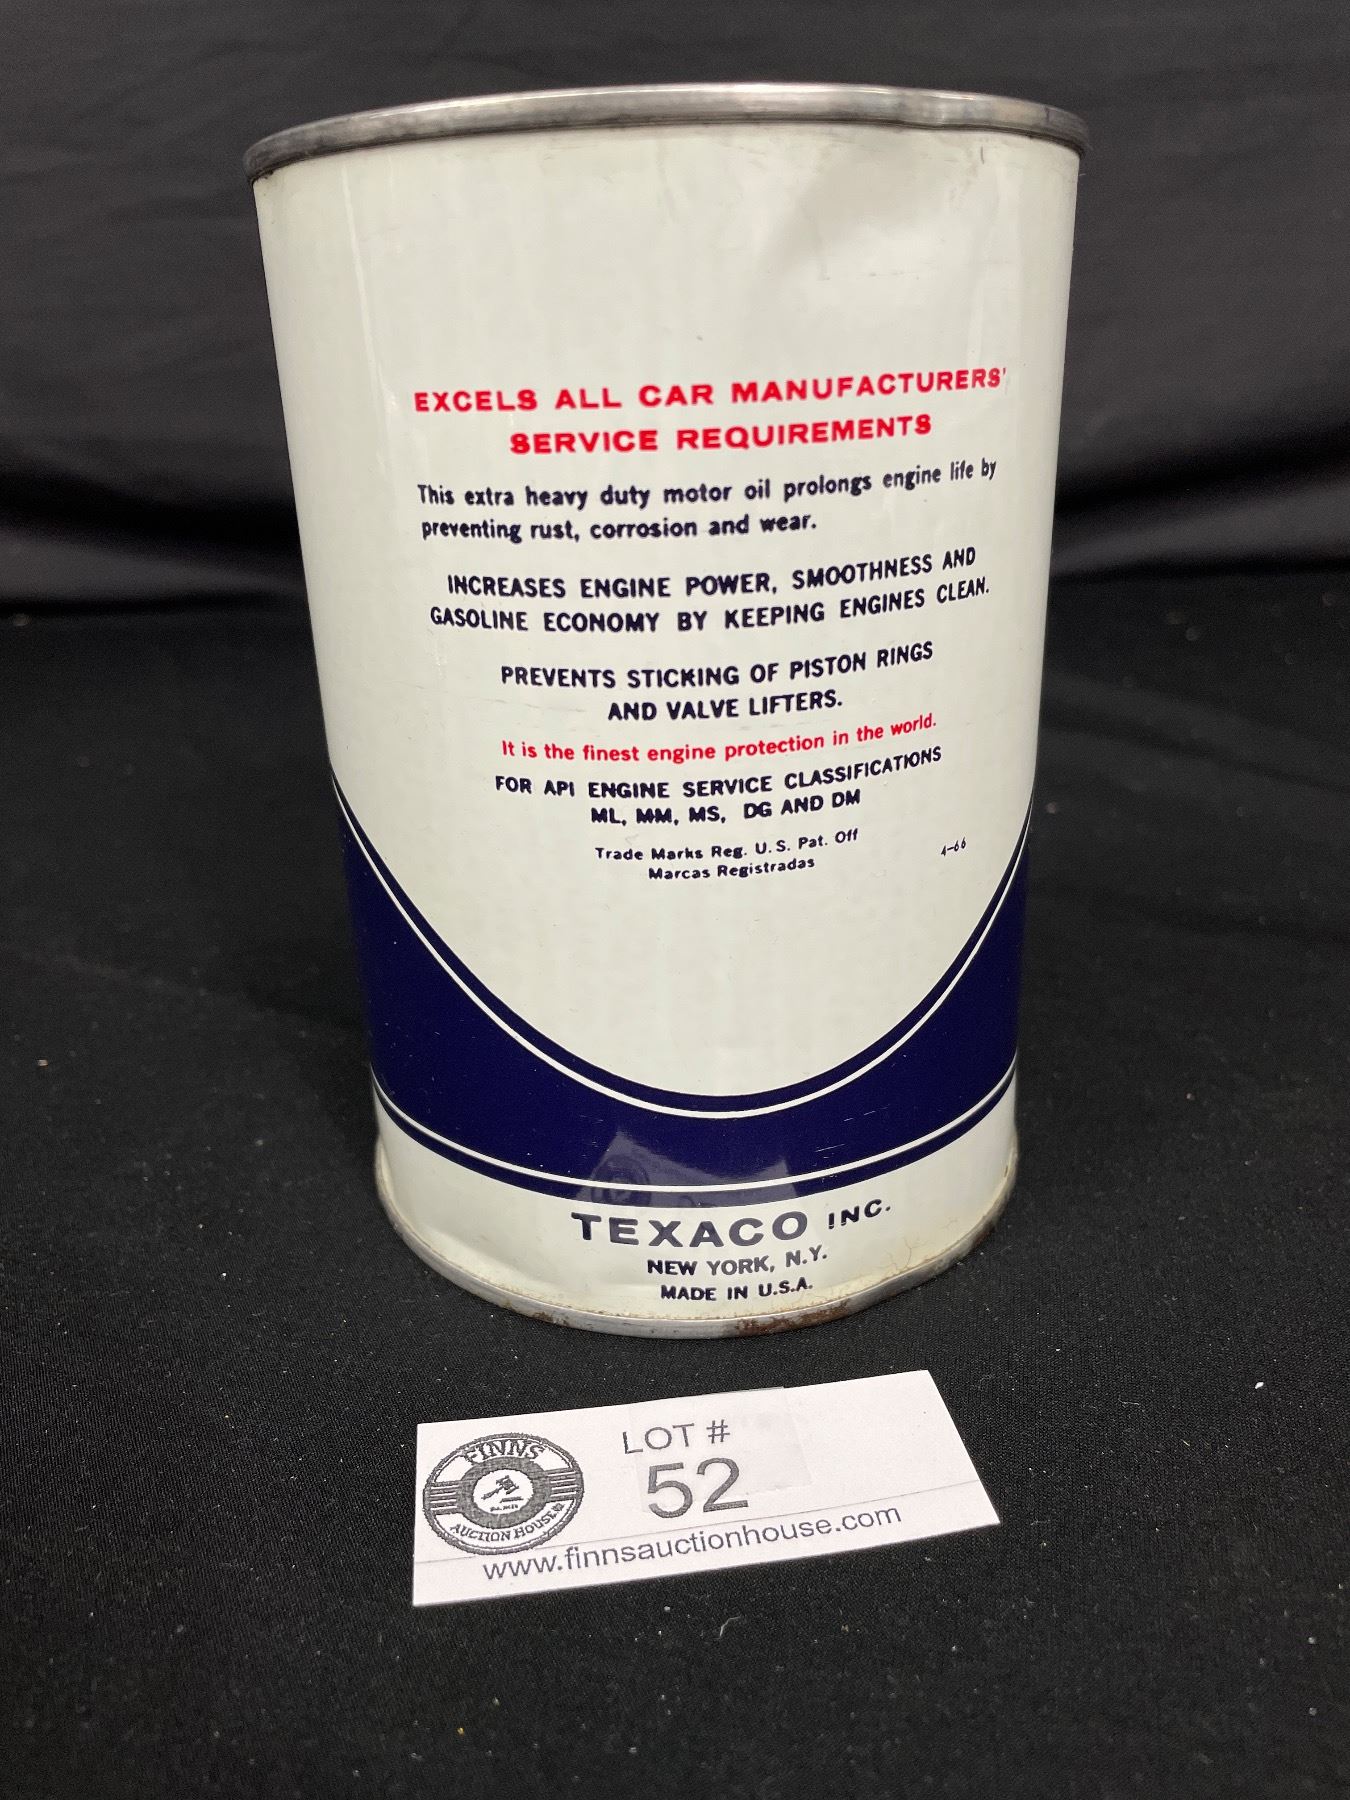 EXCELS ALL CAR MANUFACTURERS'
SERVICE REQUIREMENTS
This extra heavy duty motor oil prolongs engine life by
preventing rust, corrosion and wear.
INCREASES ENGINE POWER, SMOOTHNESS AND
GASOLINE ECONOMY BY KEEPING ENGINES CLEAN.
PREVENTS STICKING OF PISTON RINGS
AND VALVE LIFTERS.
It is the finest engine protection in the world.
FOR API ENGINE SERVICE CLASSIFICATIONS
ML, MM, MS, DG AND DM
Trade Marks Reg. U.S. Pat. Off
Marcas Registradas
4-66
TEXACO INC.
NEW YORK, N.Y.
MADE IN U.S.A.
LOT #
52
FINNS
AUCTION HOUSE
www.finnsauctionhouse.com